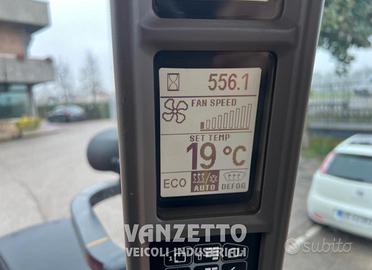 556.1
FAN SPEED
SET TEMP
19 °C
ECO AUTO DEFOG
VANZETTO
VEICOLI INDUSTRIALI
subito